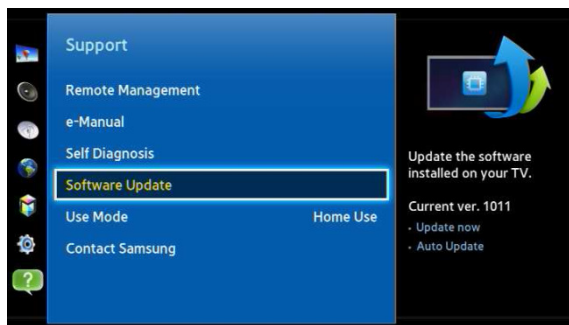 Support
Remote Management
e-Manual
Self Diagnosis
Software Update
Use Mode Home Use
Contact Samsung
Update the software
installed on your TV.
Current ver. 1011
• Update now
• Auto Update
?